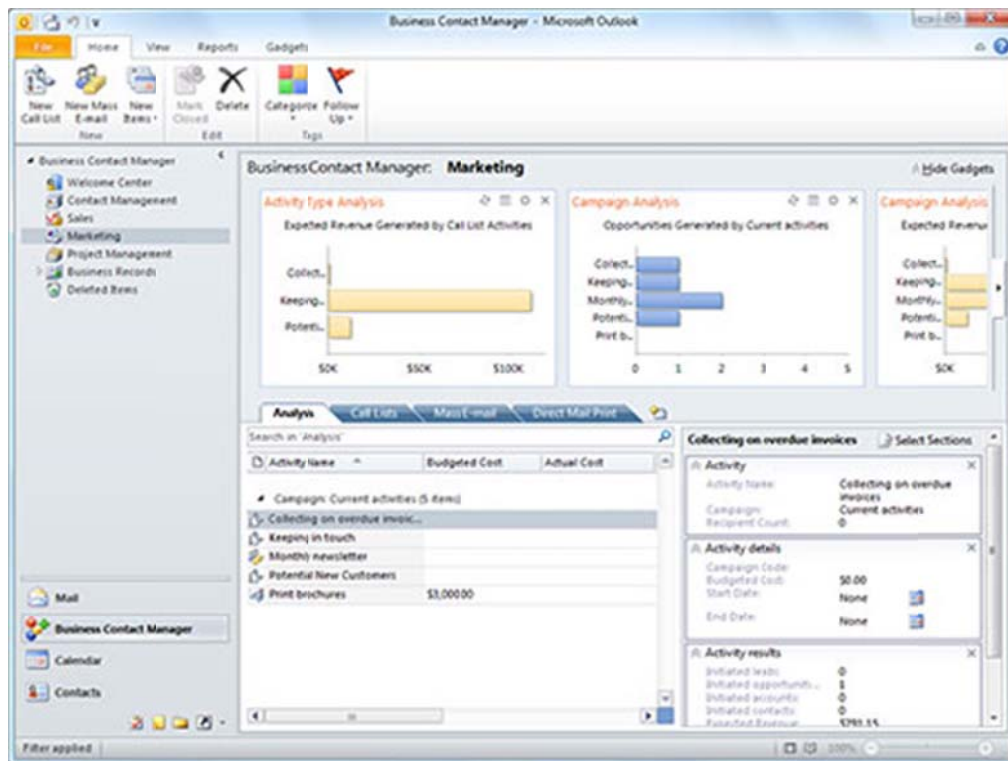 Business Contact Manager - Microsoft Outlook
File Home View Reports Gadgets
New Call List
New Mass E-mail
New Items
Mark Closed
Delete
Categorize
Follow Up
New Edit Tags
Business Contact Manager
Welcome Center
Contact Management
Sales
Marketing
Project Management
Business Records
Deleted Items
Mail
Business Contact Manager
Calendar
Contacts
BusinessContact Manager: Marketing
Hide Gadgets
Activity Type Analysis
Expected Revenue Generated by Call List Activities
Collect...
Keeping...
Potenti...
$0K $50K $100K
Campaign Analysis
Opportunities Generated by Current activities
Collect...
Keeping...
Monthly...
Potenti...
Print b...
0 1 2 3 4 5
Campaign Analysis
Expected Revenu
Collect...
Keeping...
Monthly...
Potenti...
Print b...
$0K
Analysis Call Lists Mass E-mail Direct Mail Print
Search in 'Analysis'
Activity Name Budgeted Cost Actual Cost
Campaign: Current activities (5 items)
Collecting on overdue invoic...
Keeping in touch
Monthly newsletter
Potential New Customers
Print brochures $3,000.00
Collecting on overdue invoices Select Sections
Activity
Activity Name: Collecting on overdue
invoices
Campaign: Current activities
Recipient Count: 0
Activity details
Campaign Code:
Budgeted Cost: $0.00
Start Date: None
End Date: None
Activity results
Initiated leads: 0
Initiated opportuniti... 1
Initiated accounts: 0
Initiated contacts: 0
Expected Revenue: $791.15
Filter applied
100%